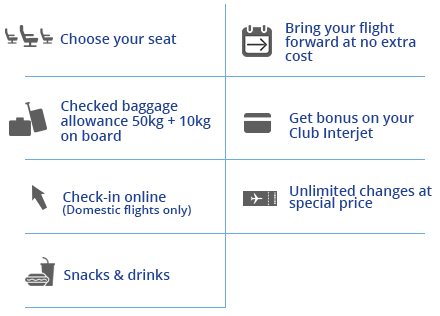 Choose your seat
Bring your flight
forward at no extra
cost
Checked baggage
allowance 50kg + 10kg
on board
Get bonus on your
Club Interjet
Check-in online
(Domestic flights only)
Unlimited changes at
special price
Snacks & drinks